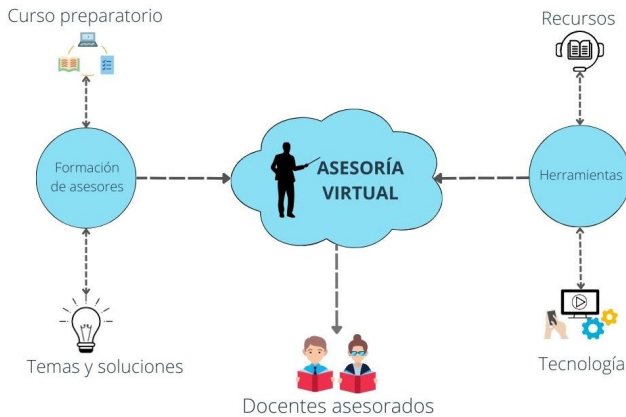 Curso preparatorio
Recursos
Formación
de asesores
ASESORÍA
VIRTUAL
Herramientas
Temas y soluciones
Tecnología
Docentes asesorados